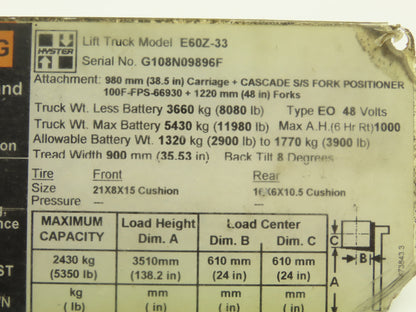 G
HYSTER
Lift Truck Model E60Z-33
Serial No. G108N09896F
Attachment: 980 mm (38.5 in) Carriage + CASCADE S/S FORK POSITIONER
100F-FPS-66930 + 1220 mm (48 in) Forks
and
Truck Wt. Less Battery 3660 kg (8080 lb) Type EO 48 Volts
Truck Wt. Max Battery 5430 kg (11980 lb) Max A.H.(6 Hr Rt)1000
on
Allowable Battery Wt. 1320 kg (2900 lb) to 1770 kg (3900 lb)
Tread Width 900 mm (35.53 in) Back Tilt 8 Degrees
Tire Front Rear
Size 21X8X15 Cushion 16X6X10.5 Cushion
Pressure — —
MAXIMUM CAPACITY Load Height Dim. A Load Center Dim. B Dim. C
2430 kg 3510mm 610 mm 610 mm
(5350 lb) (138.2 in) (24 in) (24 in)
kg mm mm mm
( lb) ( in) ( in) ( in)
C B
A
ance
ST
/N